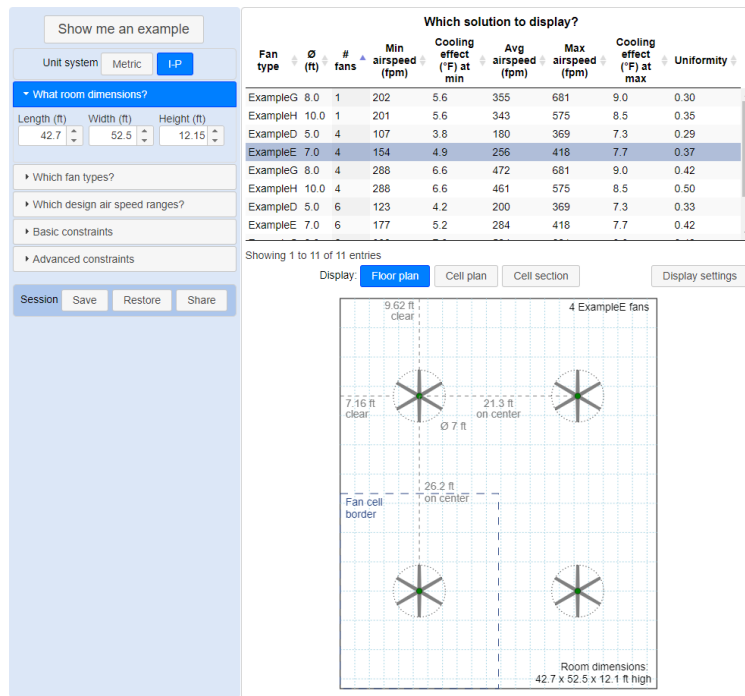 Show me an example
Unit system Metric I-P
What room dimensions?
Length (ft) Width (ft) Height (ft)
42.7 52.5 12.15
Which fan types?
Which design air speed ranges?
Basic constraints
Advanced constraints
Session Save Restore Share
Which solution to display?
Fan type Ø (ft) # fans Min airspeed (fpm) Cooling effect (°F) at min Avg airspeed (fpm) Max airspeed (fpm) Cooling effect (°F) at max Uniformity
ExampleG 8.0 1 202 5.6 355 681 9.0 0.30
ExampleH 10.0 1 201 5.6 343 575 8.5 0.35
ExampleD 5.0 4 107 3.8 180 369 7.3 0.29
ExampleE 7.0 4 154 4.9 256 418 7.7 0.37
ExampleG 8.0 4 288 6.6 472 681 9.0 0.42
ExampleH 10.0 4 288 6.6 461 575 8.5 0.50
ExampleD 5.0 6 123 4.2 200 369 7.3 0.33
ExampleE 7.0 6 177 5.2 284 418 7.7 0.42
Showing 1 to 11 of 11 entries
Display: Floor plan Cell plan Cell section Display settings
9.62 ft
clear
4 ExampleE fans
7.16 ft
clear
21.3 ft
on center
Ø 7 ft
26.2 ft
on center
Fan cell
border
Room dimensions:
42.7 x 52.5 x 12.1 ft high